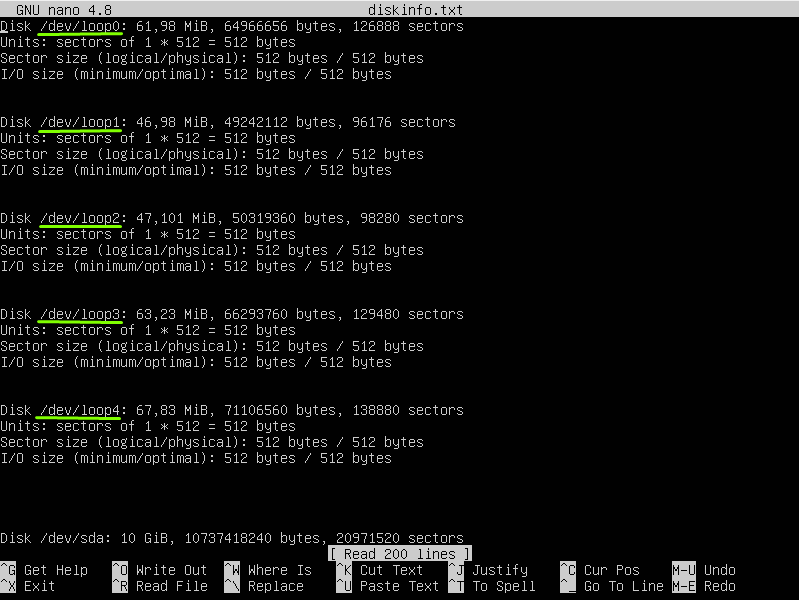 GNU nano 4.8 diskinfo.txt
Disk /dev/loop0: 61,98 MiB, 64966656 bytes, 126888 sectors
Units: sectors of 1 * 512 = 512 bytes
Sector size (logical/physical): 512 bytes / 512 bytes
I/O size (minimum/optimal): 512 bytes / 512 bytes
Disk /dev/loop1: 46,98 MiB, 49242112 bytes, 96176 sectors
Units: sectors of 1 * 512 = 512 bytes
Sector size (logical/physical): 512 bytes / 512 bytes
I/O size (minimum/optimal): 512 bytes / 512 bytes
Disk /dev/loop2: 47,101 MiB, 50319360 bytes, 98280 sectors
Units: sectors of 1 * 512 = 512 bytes
Sector size (logical/physical): 512 bytes / 512 bytes
I/O size (minimum/optimal): 512 bytes / 512 bytes
Disk /dev/loop3: 63,23 MiB, 66293760 bytes, 129480 sectors
Units: sectors of 1 * 512 = 512 bytes
Sector size (logical/physical): 512 bytes / 512 bytes
I/O size (minimum/optimal): 512 bytes / 512 bytes
Disk /dev/loop4: 67,83 MiB, 71106560 bytes, 138880 sectors
Units: sectors of 1 * 512 = 512 bytes
Sector size (logical/physical): 512 bytes / 512 bytes
I/O size (minimum/optimal): 512 bytes / 512 bytes
Disk /dev/sda: 10 GiB, 10737418240 bytes, 20971520 sectors
[ Read 200 lines ]
^G Get Help ^O Write Out ^W Where Is ^K Cut Text ^J Justify ^C Cur Pos M-U Undo
^X Exit ^R Read File ^\ Replace ^U Paste Text ^T To Spell ^_ Go To Line M-E Redo